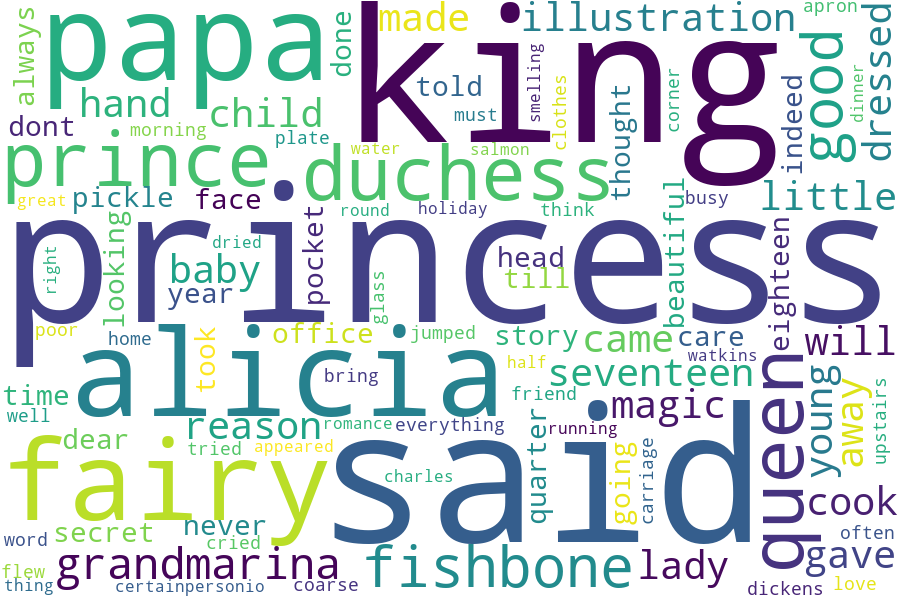 always
papa
done
king
made
illustration
apron
good
dressed
hand
child
told
smelling
clothes
corner
dinner
dont
morning
plate
must
thought
indeed
prince
duchess
water
salmon
great
pickle
face
round
holiday
think
busy
little
princess
looking
dried
right
baby
year
pocket
glass
head
till
beautiful
eighteen
poor
home
took
office
jumped
story
came
care
will
alicia
bring
half
watkins
seventeen
queen
time
well
friend
magic
young
away
upstairs
reason
romance
everything
running
dear
tried
appeared
fairy
said
charles
quarter
going
carriage
cook
secret
never
cried
word
often
flew
grandmarina
fishbone
lady
gave
thing
certainpersonio
coarse
dickens
love